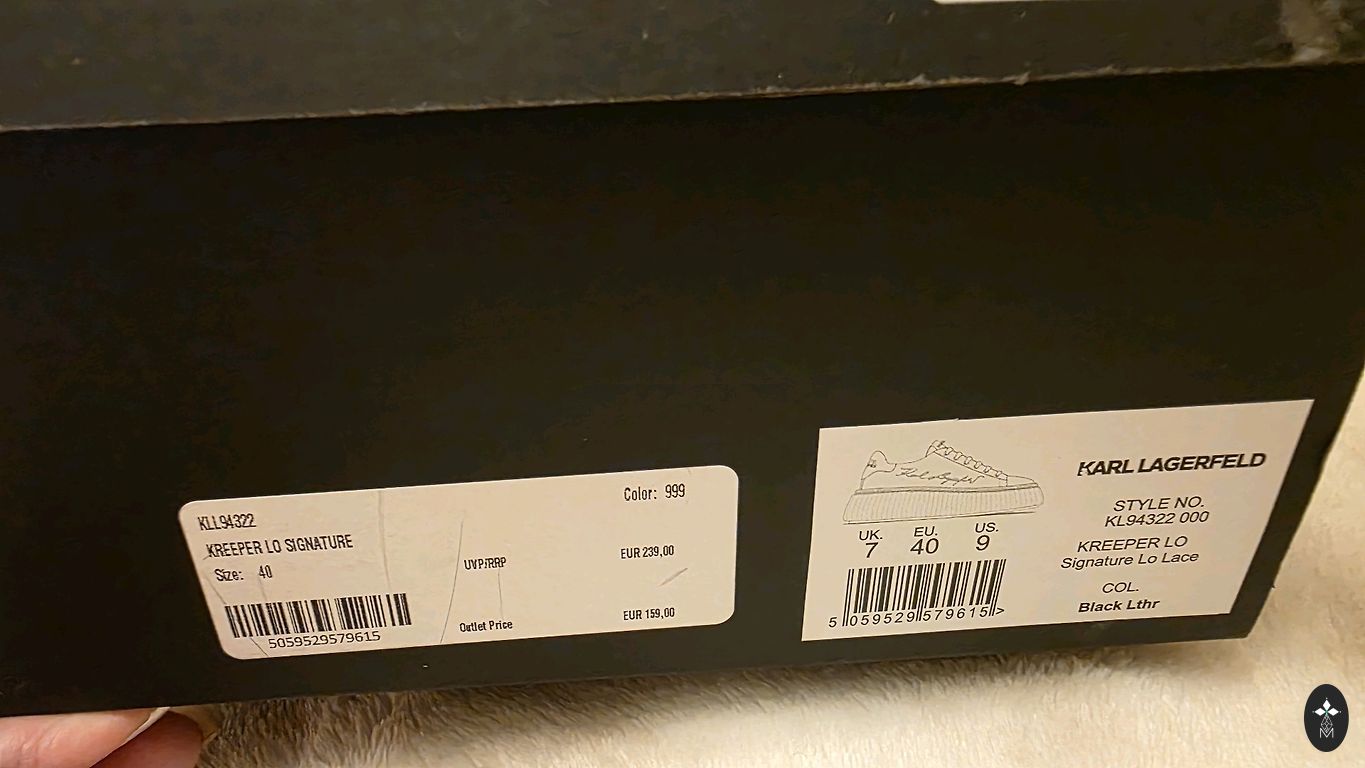 KLL94322
Color: 999
KREEPER LO SIGNATURE
Size: 40
UVP/RRP
EUR 239,00
5059529579615
Outlet Price
EUR 159,00
KARL LAGERFELD
STYLE NO.
KL94322 000
UK. EU. US.
7 40 9
KREEPER LO
Signature Lo Lace
COL.
Black Lthr
5 059529 579615 >
M